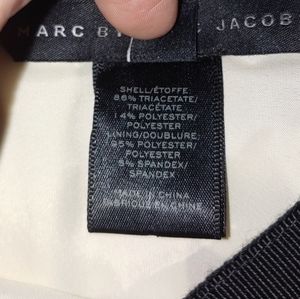 MARC BY JACOB
SHELL/ÉTOFFE
86% TRIACETATE/
TRIACÉTATE
14% POLYESTER/
POLYESTER
LINING/DOUBLURE:
95% POLYESTER/
POLYESTER
5% SPANDEX/
SPANDEX
MADE IN CHINA
FABRIQUÉ EN CHINE